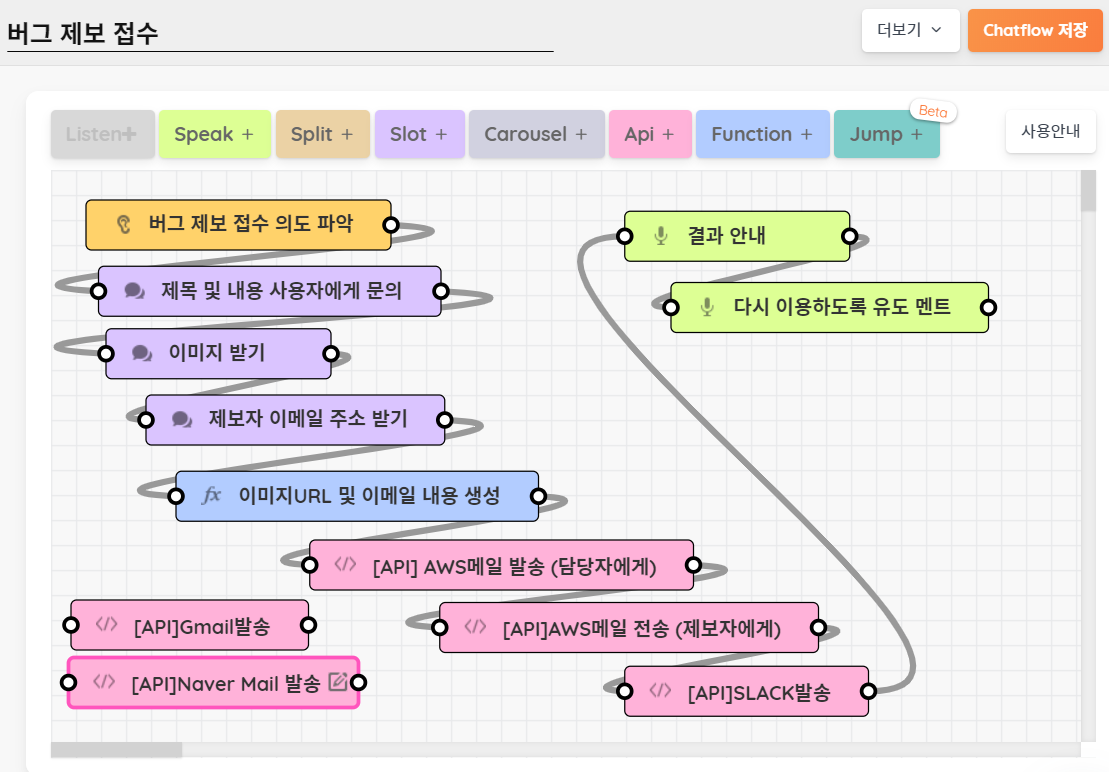 버그 제보 접수
더보기
Chatflow 저장
Listen+
Speak +
Split +
Slot +
Carousel +
Api +
Function +
Jump +
Beta
사용안내
버그 제보 접수 의도 파악
제목 및 내용 사용자에게 문의
이미지 받기
제보자 이메일 주소 받기
fx 이미지URL 및 이메일 내용 생성
</> [API] AWS메일 발송 (담당자에게)
</> [API]Gmail발송
</> [API]AWS메일 전송 (제보자에게)
</> [API]Naver Mail 발송
</> [API]SLACK발송
결과 안내
다시 이용하도록 유도 멘트